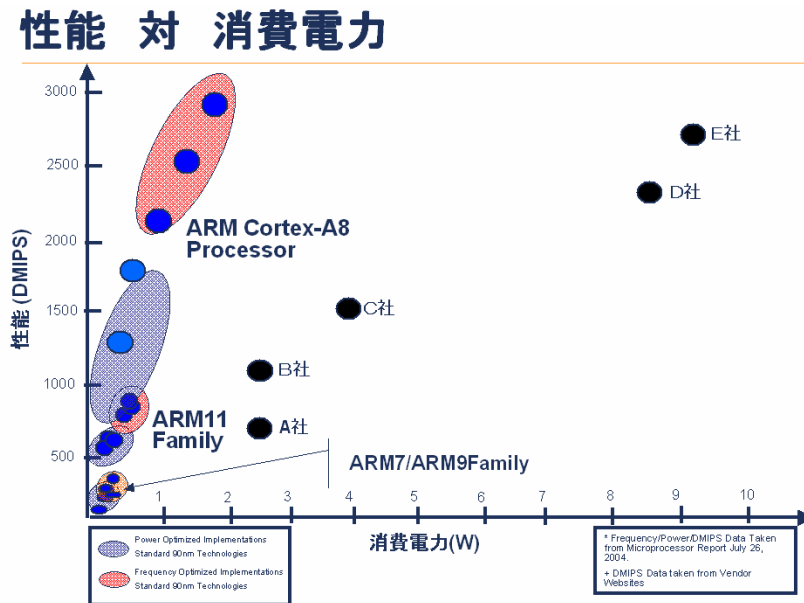 性能 対 消費電力
3000
2500
2000
1500
1000
500
性能 (DMIPS)
E社
D社
ARM Cortex-A8
Processor
C社
B社
A社
ARM11
Family
ARM7/ARM9Family
1 2 3 4 5 6 7 8 9 10
消費電力(W)
Power Optimized Implementations
Standard 90nm Technologies
Frequency Optimized Implementations
Standard 90nm Technologies
* Frequency/Power/DMIPS Data Taken
from Microprocessor Report July 26,
2004.
+ DMIPS Data taken from Vendor
Websites